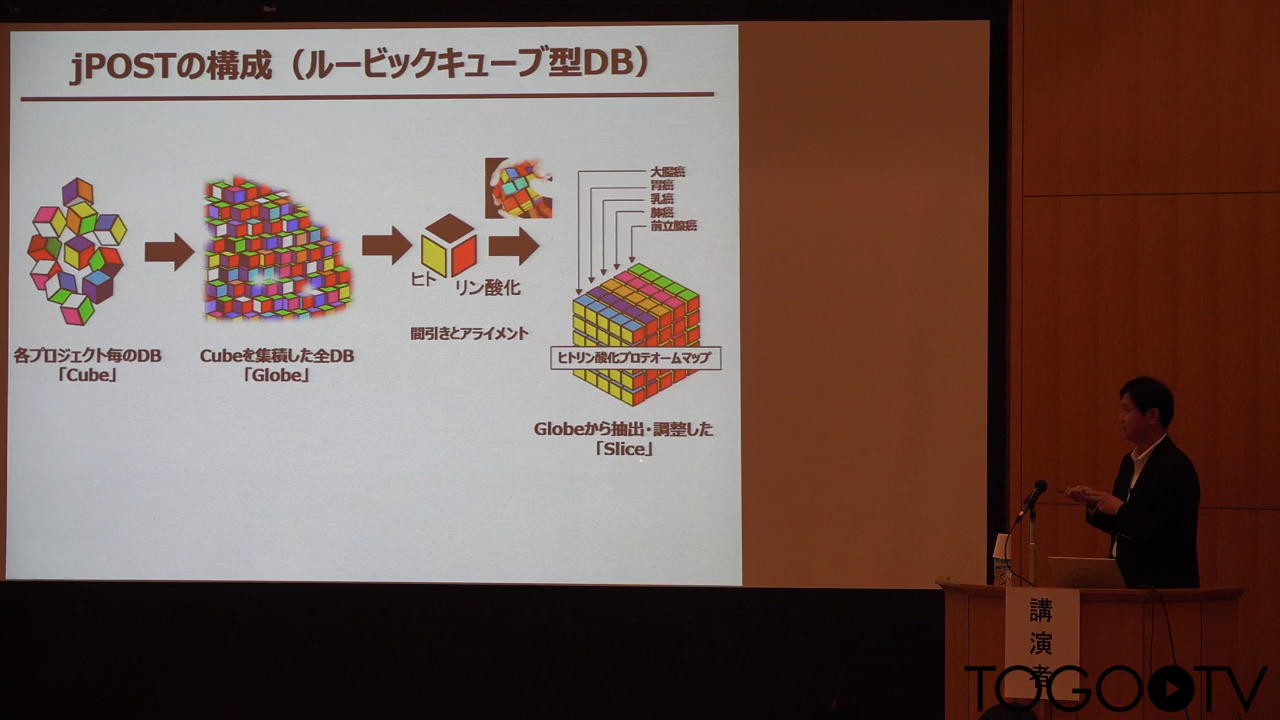 jPOSTの構成（ルービックキューブ型DB）
大腸癌
胃癌
乳癌
肺癌
前立腺癌
ヒト
リン酸化
間引きとアライメント
各プロジェクト毎のDB
「Cube」
Cubeを集積した全DB
「Globe」
ヒトリン酸化プロテオームマップ
Globeから抽出・調整した
「Slice」
講演者
TOGOTV